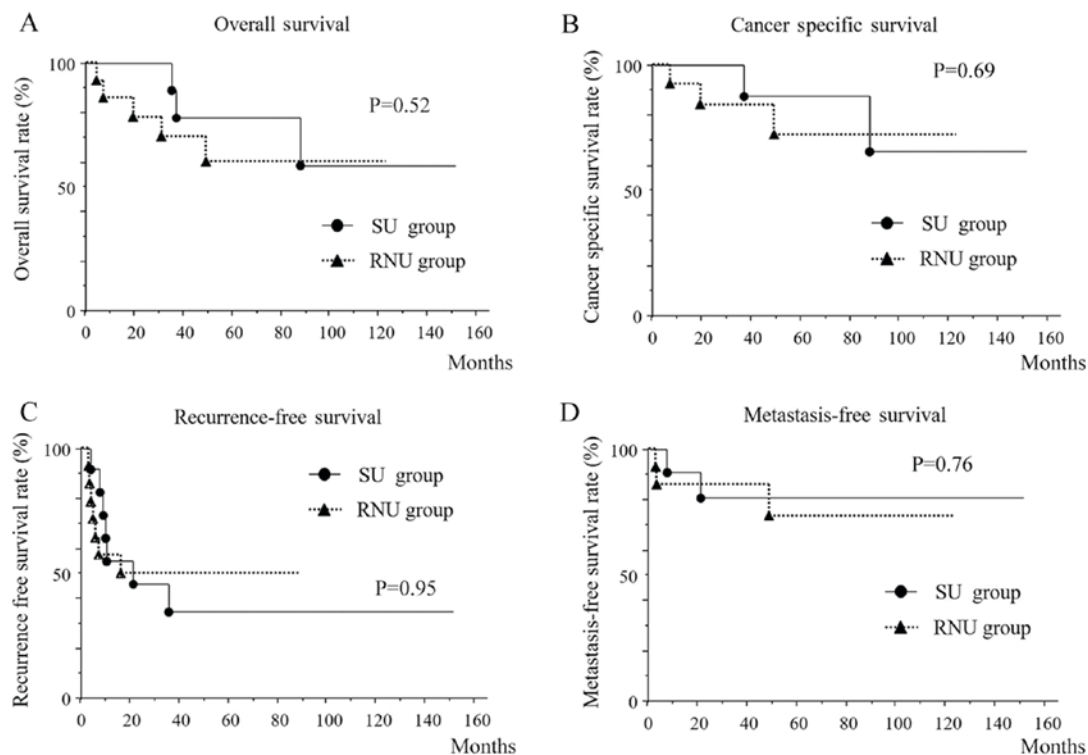 A
Overall survival
Overall survival rate (%)
100
50
0
P=0.52
SU group
RNU group
0 20 40 60 80 100 120 140 160
Months
B
Cancer specific survival
Cancer specific survival rate (%)
100
50
0
P=0.69
SU group
RNU group
0 20 40 60 80 100 120 140 160
Months
C
Recurrence-free survival
Recurrence free survival rate (%)
100
50
0
SU group
RNU group
P=0.95
0 20 40 60 80 100 120 140 160
Months
D
Metastasis-free survival
Metastasis-free survival rate (%)
100
50
0
P=0.76
SU group
RNU group
0 20 40 60 80 100 120 140 160
Months